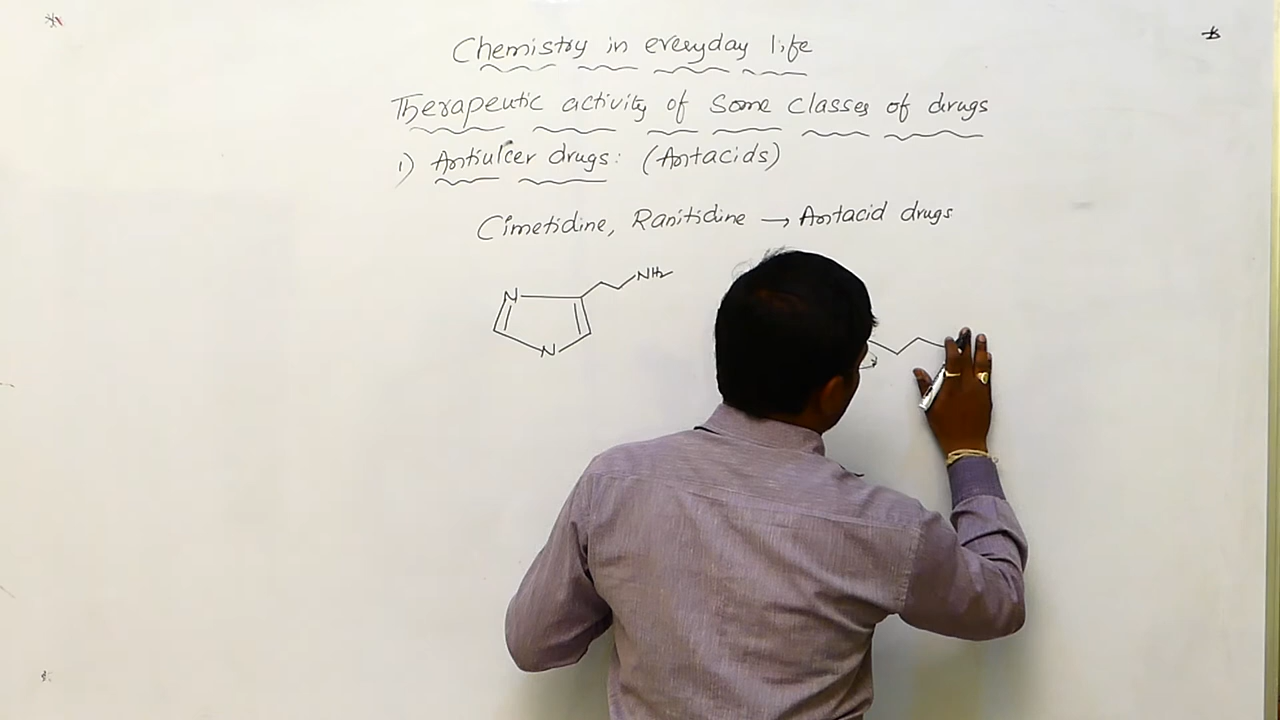 Chemistry in everyday life
Therapeutic activity of Some Classes of drugs
1) Antiulcer drugs: (Antacids)
Cimetidine, Ranitidine → Antacid drugs
NH2
N
N